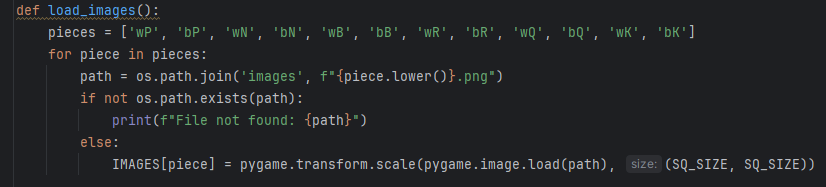 def load_images():
    pieces = ['wP', 'bP', 'wN', 'bN', 'wB', 'bB', 'wR', 'bR', 'wQ', 'bQ', 'wK', 'bK']
    for piece in pieces:
        path = os.path.join('images', f"{piece.lower()}.png")
        if not os.path.exists(path):
            print(f"File not found: {path}")
        else:
            IMAGES[piece] = pygame.transform.scale(pygame.image.load(path), size: (SQ_SIZE, SQ_SIZE))